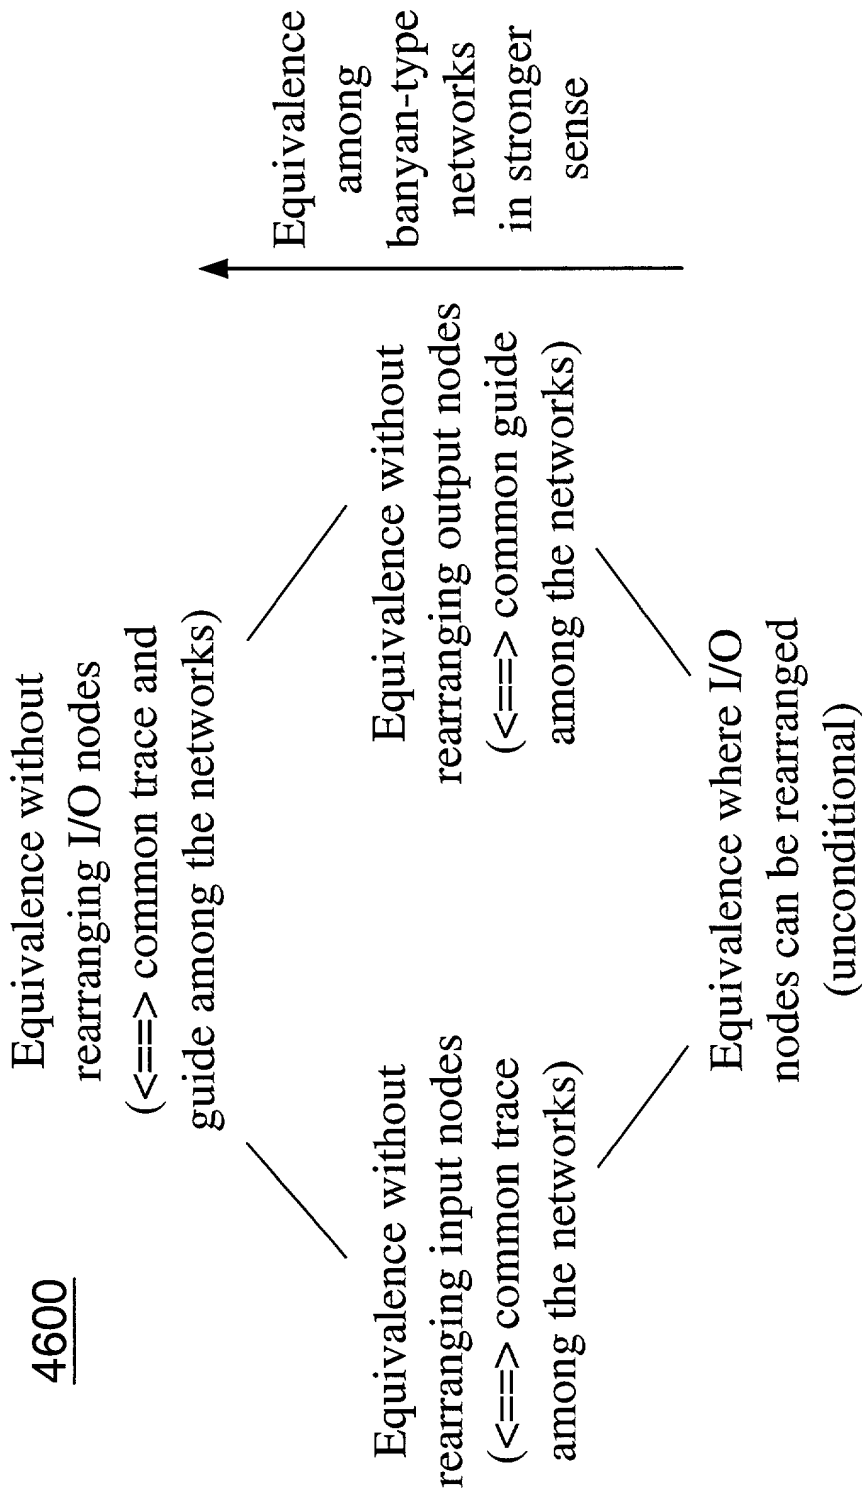 4600
Equivalence without
rearranging I/O nodes
(<==> common trace and
guide among the networks)
Equivalence without
rearranging input nodes
(<==> common trace
among the networks)
Equivalence without
rearranging output nodes
(<==> common guide
among the networks)
Equivalence where I/O
nodes can be rearranged
(unconditional)
Equivalence
among
banyan-type
networks
in stronger
sense